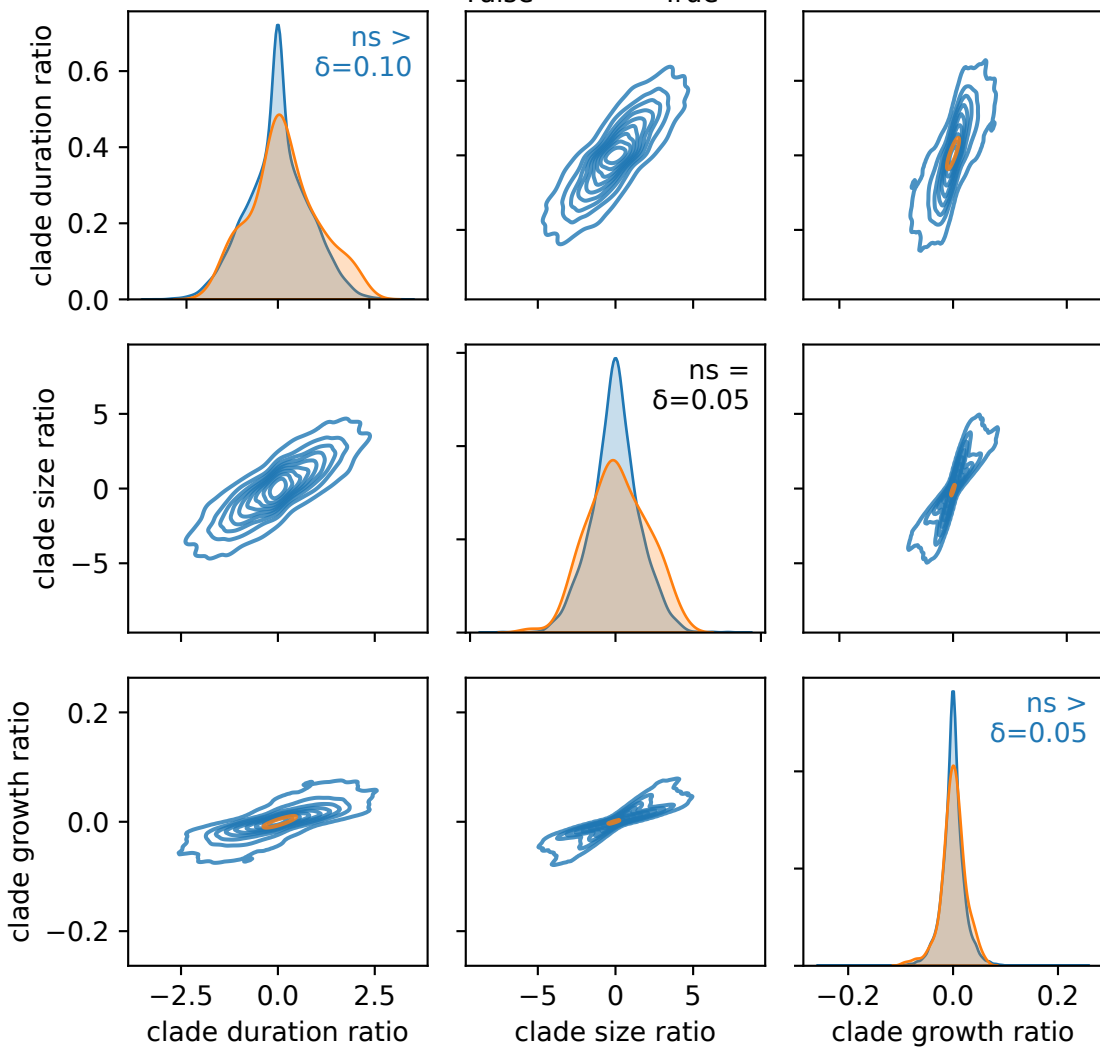 True
clade duration ratio
0.6
0.4
0.2
0.0
ns >
δ=0.10
clade size ratio
5
0
−5
ns =
δ=0.05
clade growth ratio
0.2
0.0
−0.2
ns >
δ=0.05
−2.5 0.0 2.5
clade duration ratio
−5 0 5
clade size ratio
−0.2 0.0 0.2
clade growth ratio